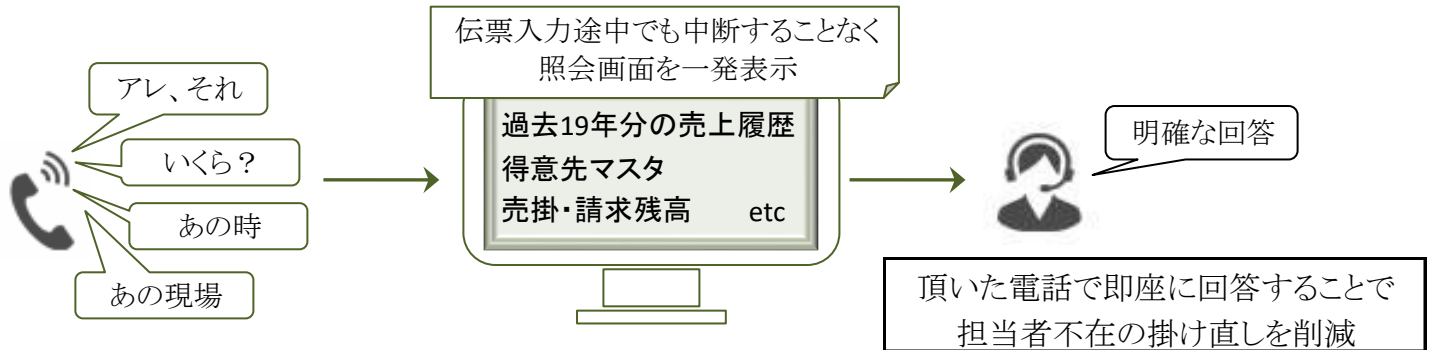 アレ、それ
いくら？
あの時
あの現場
伝票入力途中でも中断することなく
照会画面を一発表示
過去19年分の売上履歴
得意先マスタ
売掛・請求残高 etc
明確な回答
頂いた電話で即座に回答することで
担当者不在の掛け直しを削減